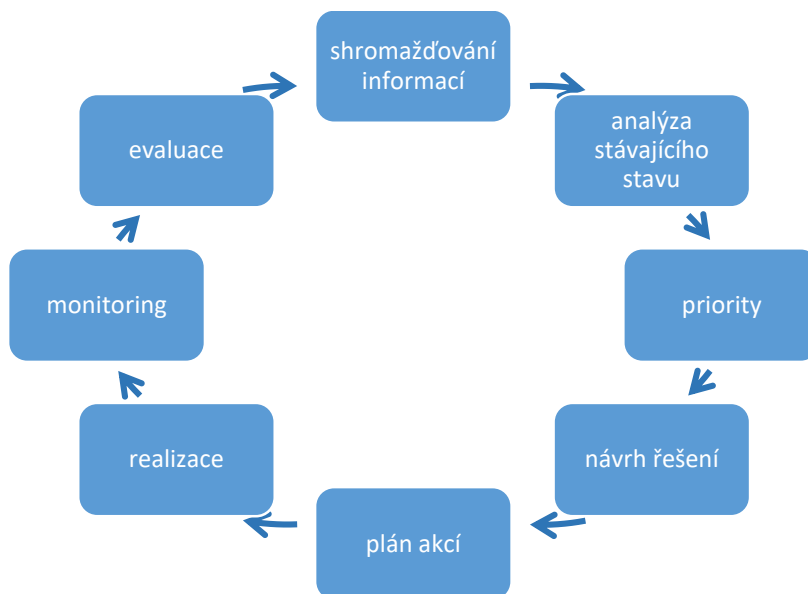 shromažďování
informací
analýza
stávajícího
stavu
priority
návrh řešení
plán akcí
realizace
monitoring
evaluace